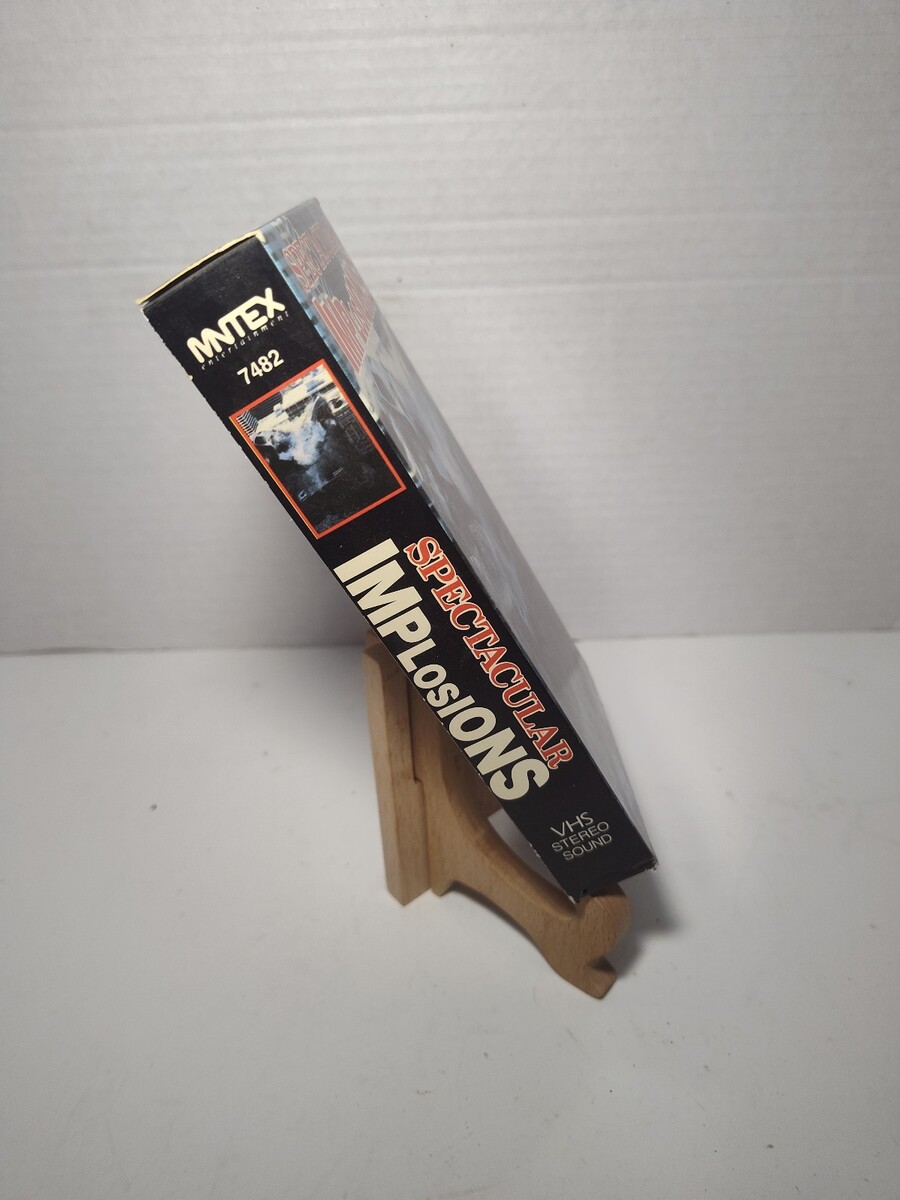 MNTEX
entertainment
7482
SPECTACULAR
IMPLOSIONS
VHS
STEREO
SOUND